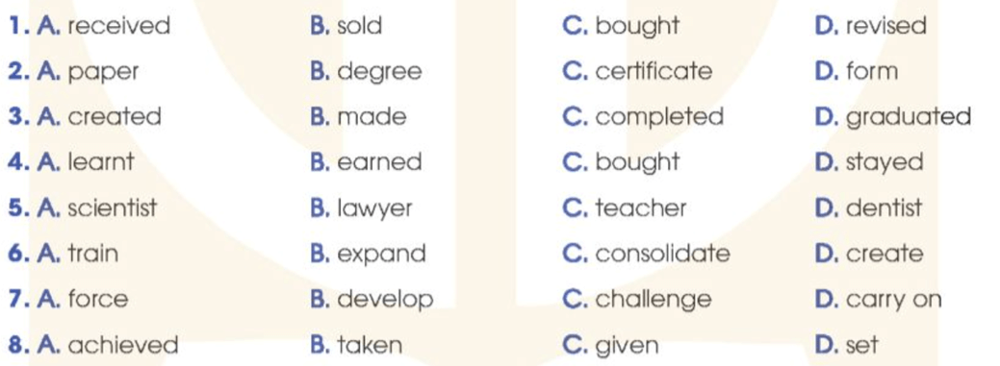 1. A. received B. sold C. bought D. revised
2. A. paper B. degree C. certificate D. form
3. A. created B. made C. completed D. graduated
4. A. learnt B. earned C. bought D. stayed
5. A. scientist B. lawyer C. teacher D. dentist
6. A. train B. expand C. consolidate D. create
7. A. force B. develop C. challenge D. carry on
8. A. achieved B. taken C. given D. set